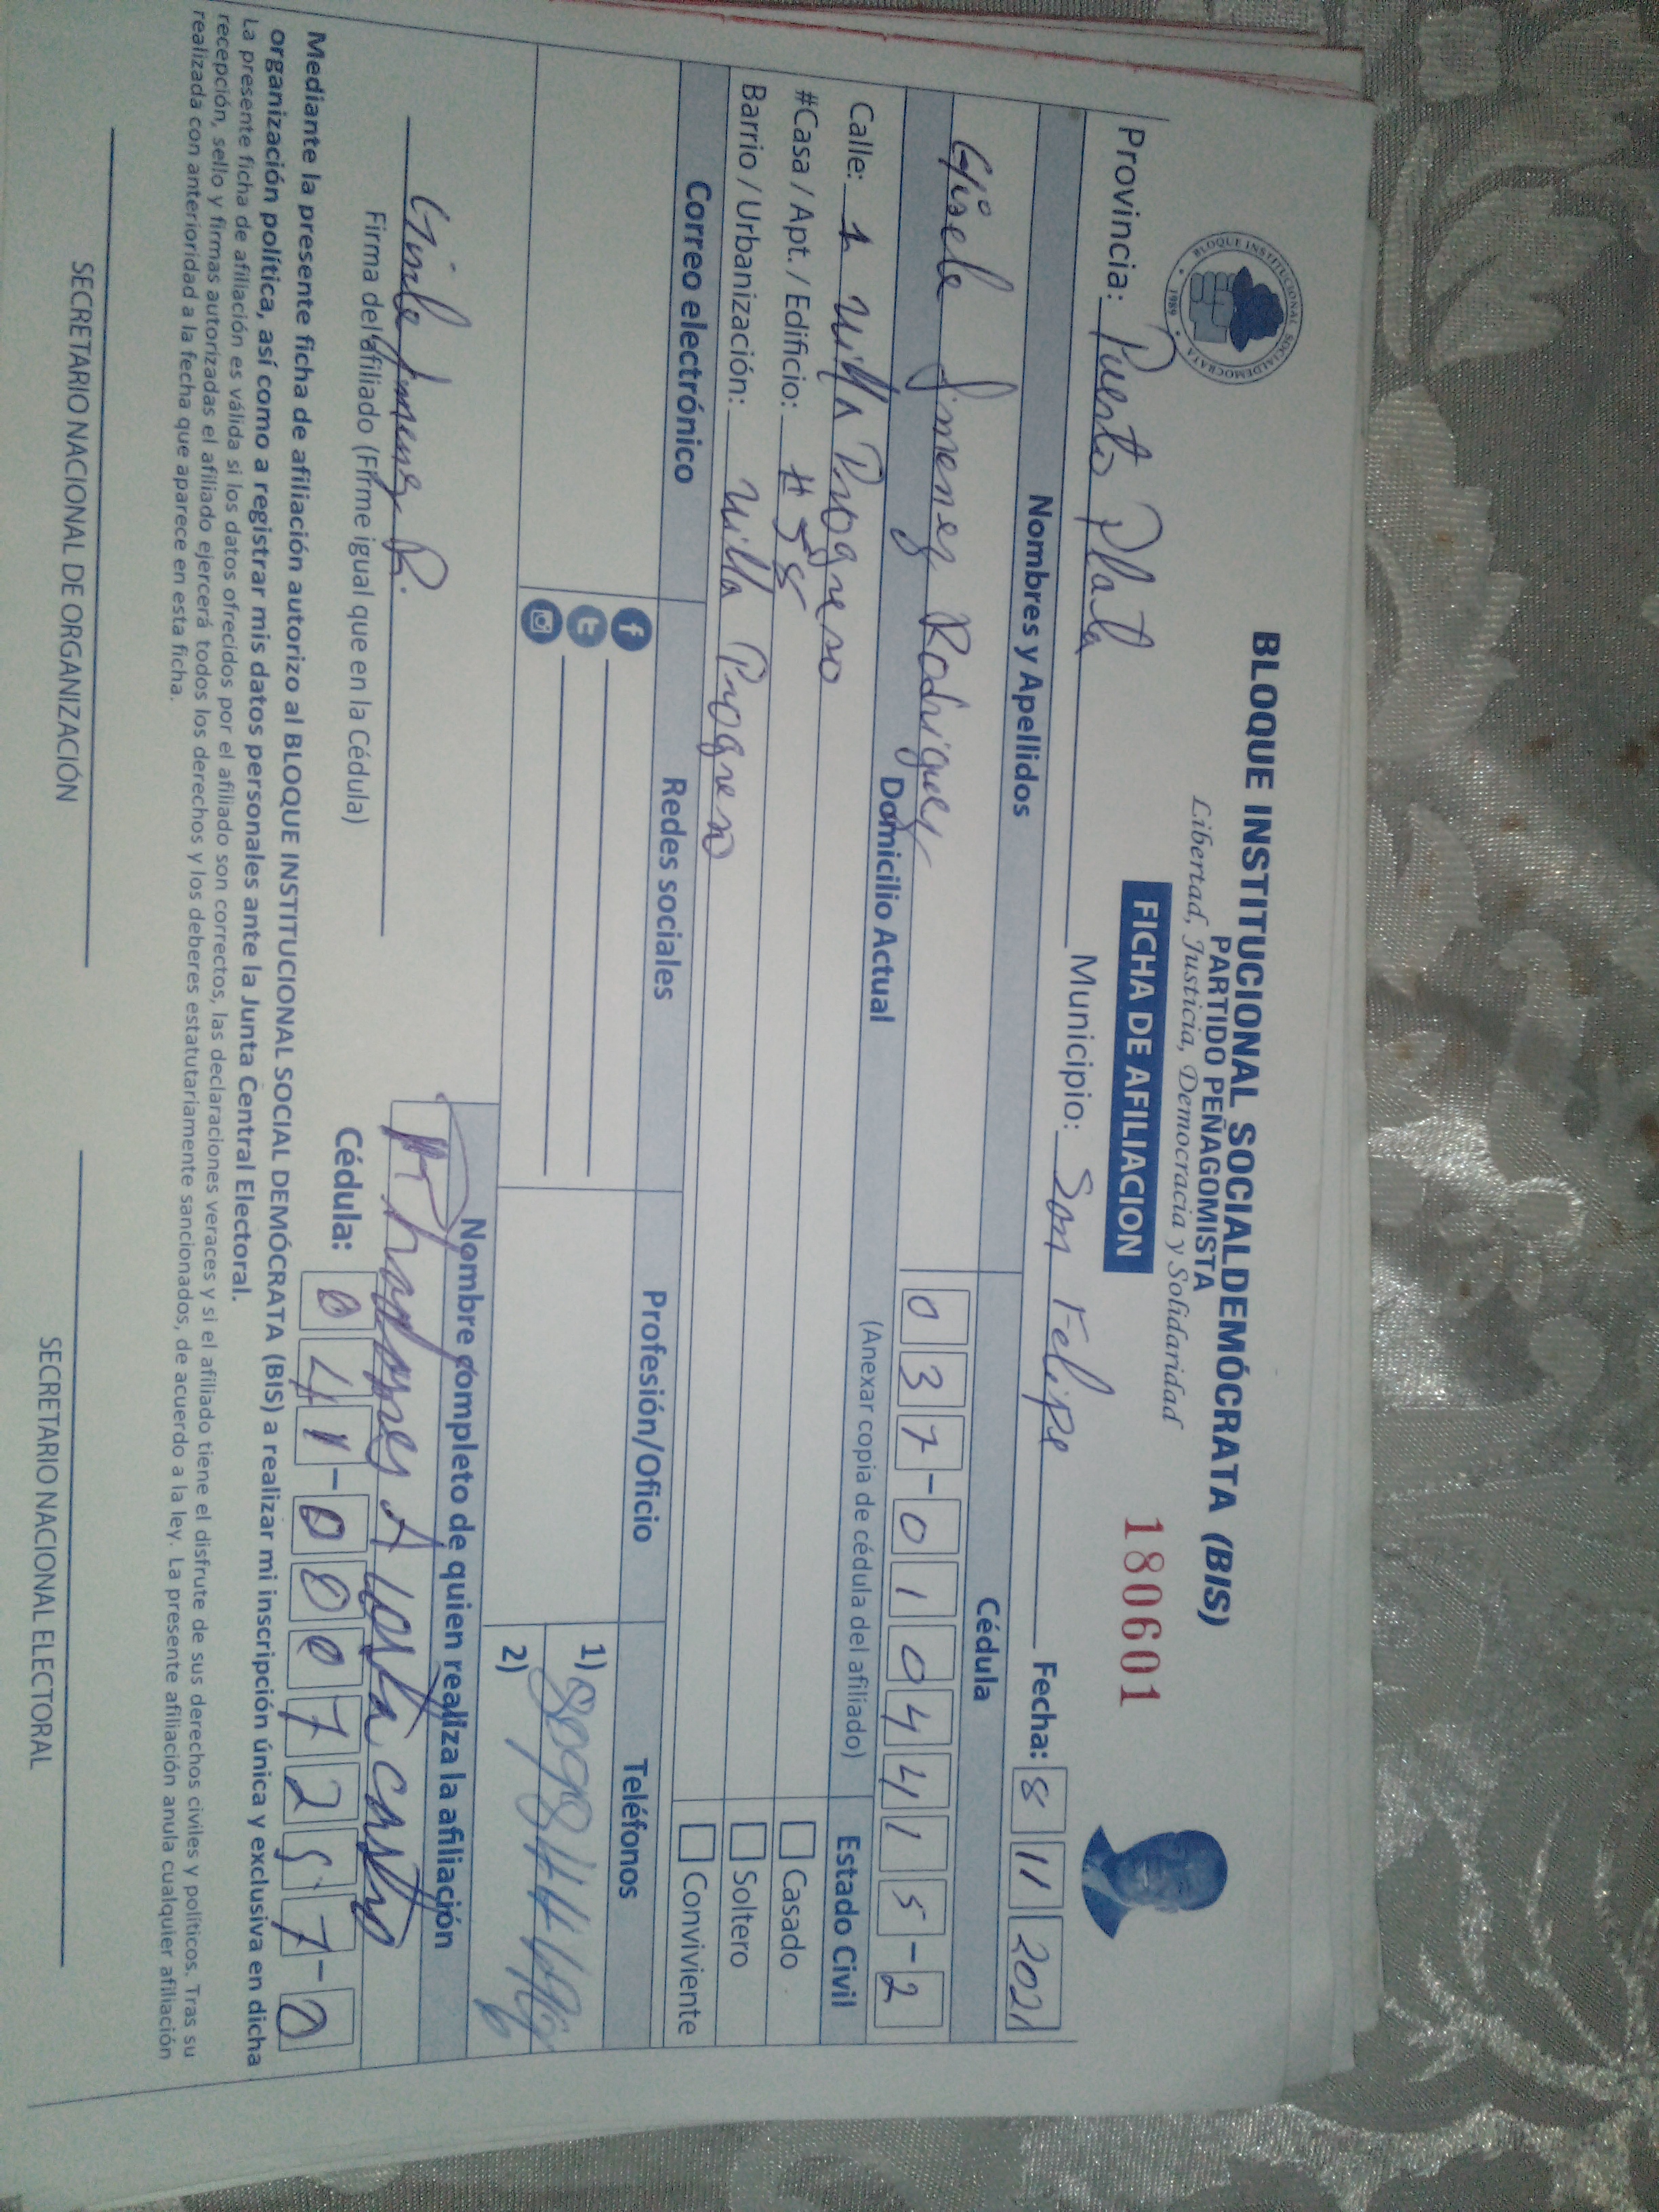 BLOQUE INSTITUCIONAL SOCIALDEMOCRATA
1989
BLOQUE INSTITUCIONAL SOCIALDEMÓCRATA (BIS)
PARTIDO PEÑAGOMISTA
Libertad, Justicia, Democracia y Solidaridad
FICHA DE AFILIACION
180601
Provincia: Puerto Plata Municipio: San Felipe Fecha: 8 11 2021
Nombres y Apellidos Cédula
Gisele Jimenez Rodriguez 037-0104415-2
Domicilio Actual (Anexar copia de cédula del afiliado) Estado Civil
Calle: 1 Villa Progreso Casado
#Casa / Apt. / Edificio: # 38 Soltero
Barrio / Urbanización: Villa Progreso Conviviente
Correo electrónico Redes sociales Profesión/Oficio Teléfonos
1)
2)
Nombre completo de quien realiza la afiliación
Acosta Castro
Firma del afiliado (Firme igual que en la Cédula)
Cédula: 041-0007257-0
Mediante la presente ficha de afiliación autorizo al BLOQUE INSTITUCIONAL SOCIAL DEMÓCRATA (BIS) a realizar mi inscripción única y exclusiva en dicha
organización política, así como a registrar mis datos personales ante la Junta Central Electoral.
La presente ficha de afiliación es válida si los datos ofrecidos por el afiliado son correctos, las declaraciones veraces y si el afiliado tiene el disfrute de sus derechos civiles y políticos. Tras su
recepción, sello y firmas autorizadas el afiliado ejercerá todos los derechos y los deberes estatutariamente sancionados, de acuerdo a la ley. La presente afiliación anula cualquier afiliación
realizada con anterioridad a la fecha que aparece en esta ficha.
SECRETARIO NACIONAL DE ORGANIZACIÓN SECRETARIO NACIONAL ELECTORAL